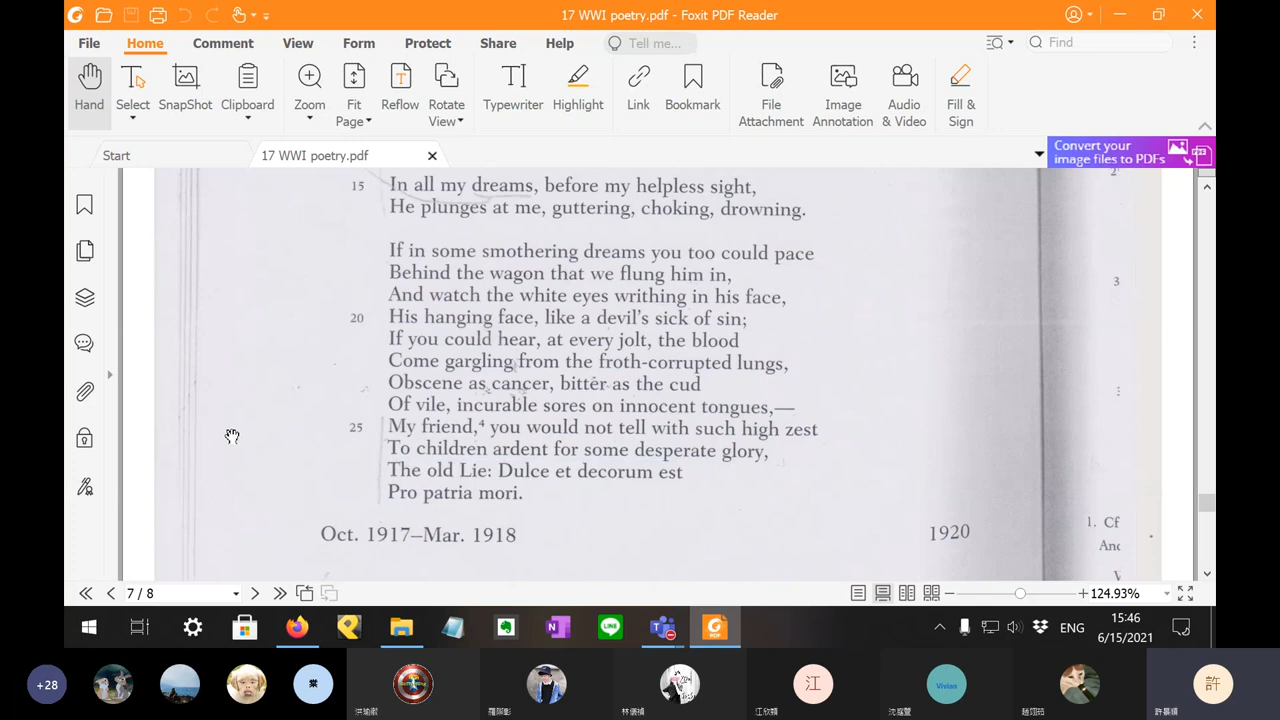 17 WWI poetry.pdf - Foxit PDF Reader
File Home Comment View Form Protect Share Help Tell me... Find
Hand Select SnapShot Clipboard Zoom Fit Page Reflow Rotate View Typewriter Highlight Link Bookmark File Attachment Image Annotation Audio & Video Fill & Sign
Start 17 WWI poetry.pdf
Convert your
image files to PDFs
15 In all my dreams, before my helpless sight,
He plunges at me, guttering, choking, drowning.
If in some smothering dreams you too could pace
Behind the wagon that we flung him in,
And watch the white eyes writhing in his face,
20 His hanging face, like a devil's sick of sin;
If you could hear, at every jolt, the blood
Come gargling from the froth-corrupted lungs,
Obscene as cancer, bitter as the cud
Of vile, incurable sores on innocent tongues,—
25 My friend,⁴ you would not tell with such high zest
To children ardent for some desperate glory,
The old Lie: Dulce et decorum est
Pro patria mori.
Oct. 1917–Mar. 1918 1920
2
3
1. Cf
7 / 8 124.93%
PDF
LINE
ENG
15:46
6/15/2021
+28
業
江
Vivian
許
江欣穎